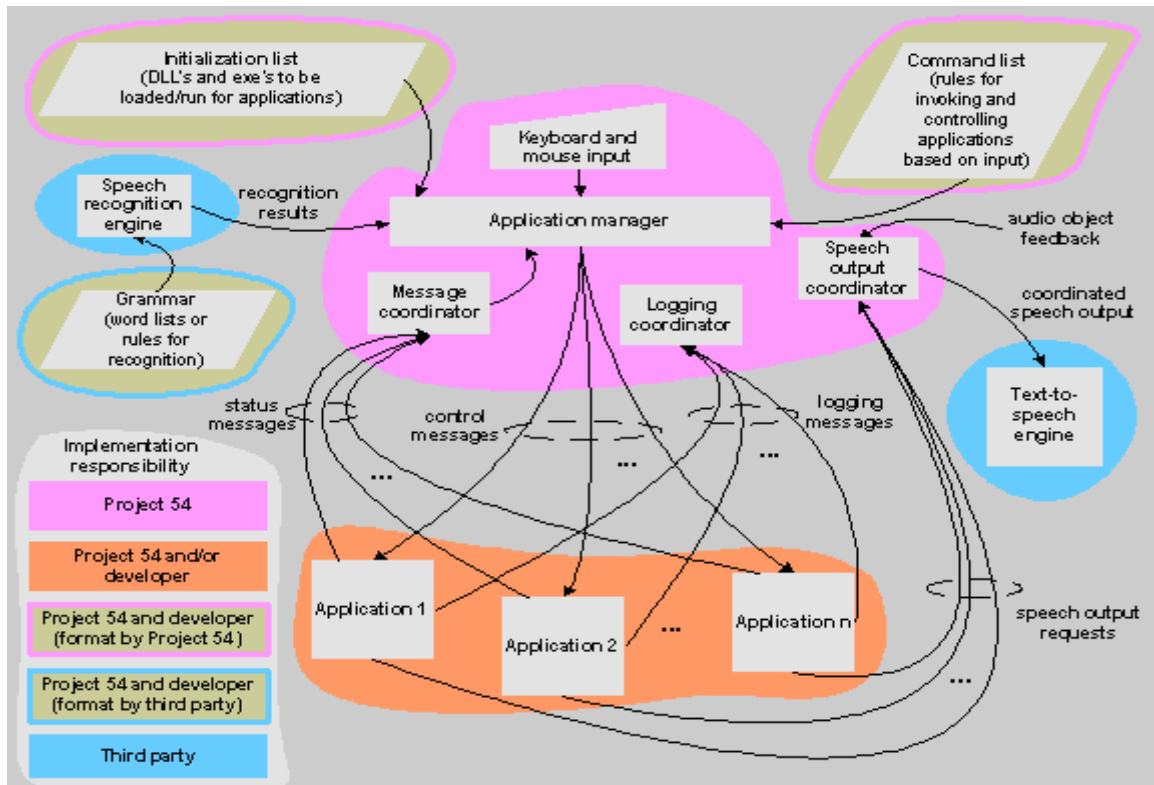 Initialization list
(DLL's and exe's to be
loaded/run for applications)
Command list
(rules for
invoking and
controlling
applications
based on input)
Keyboard and
mouse input
Speech
recognition
engine
recognition
results
Application manager
audio object
feedback
Speech
output
coordinator
Message
coordinator
Logging
coordinator
Grammar
(word lists or
rules for
recognition)
coordinated
speech output
Text-to-
speech
engine
status
messages
control
messages
logging
messages
...
...
...
Implementation
responsibility
Project 54
Project 54 and/or
developer
Project 54 and developer
(format by Project 54)
Project 54 and developer
(format by third party)
Third party
Application 1
Application 2
...
Application n
speech output
requests
...